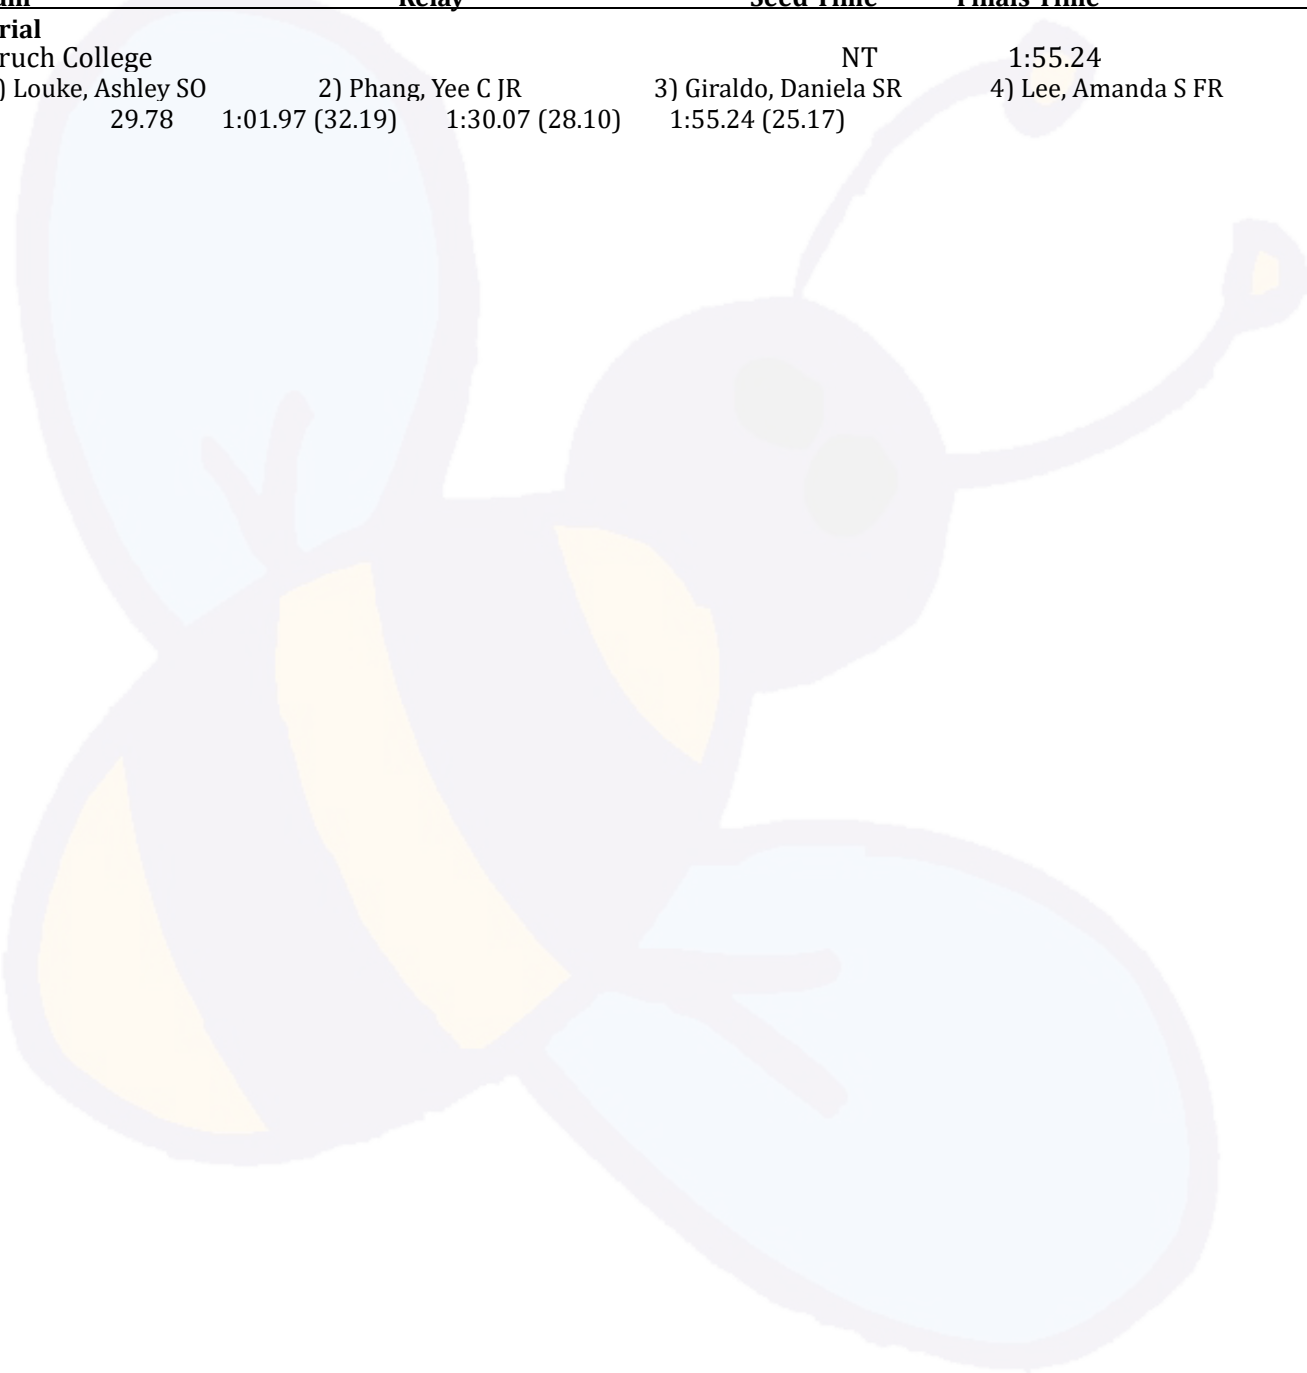 Relay Seed Time Finals Time
rial
ruch College NT 1:55.24
) Louke, Ashley SO 2) Phang, Yee C JR 3) Giraldo, Daniela SR 4) Lee, Amanda S FR
29.78 1:01.97 (32.19) 1:30.07 (28.10) 1:55.24 (25.17)